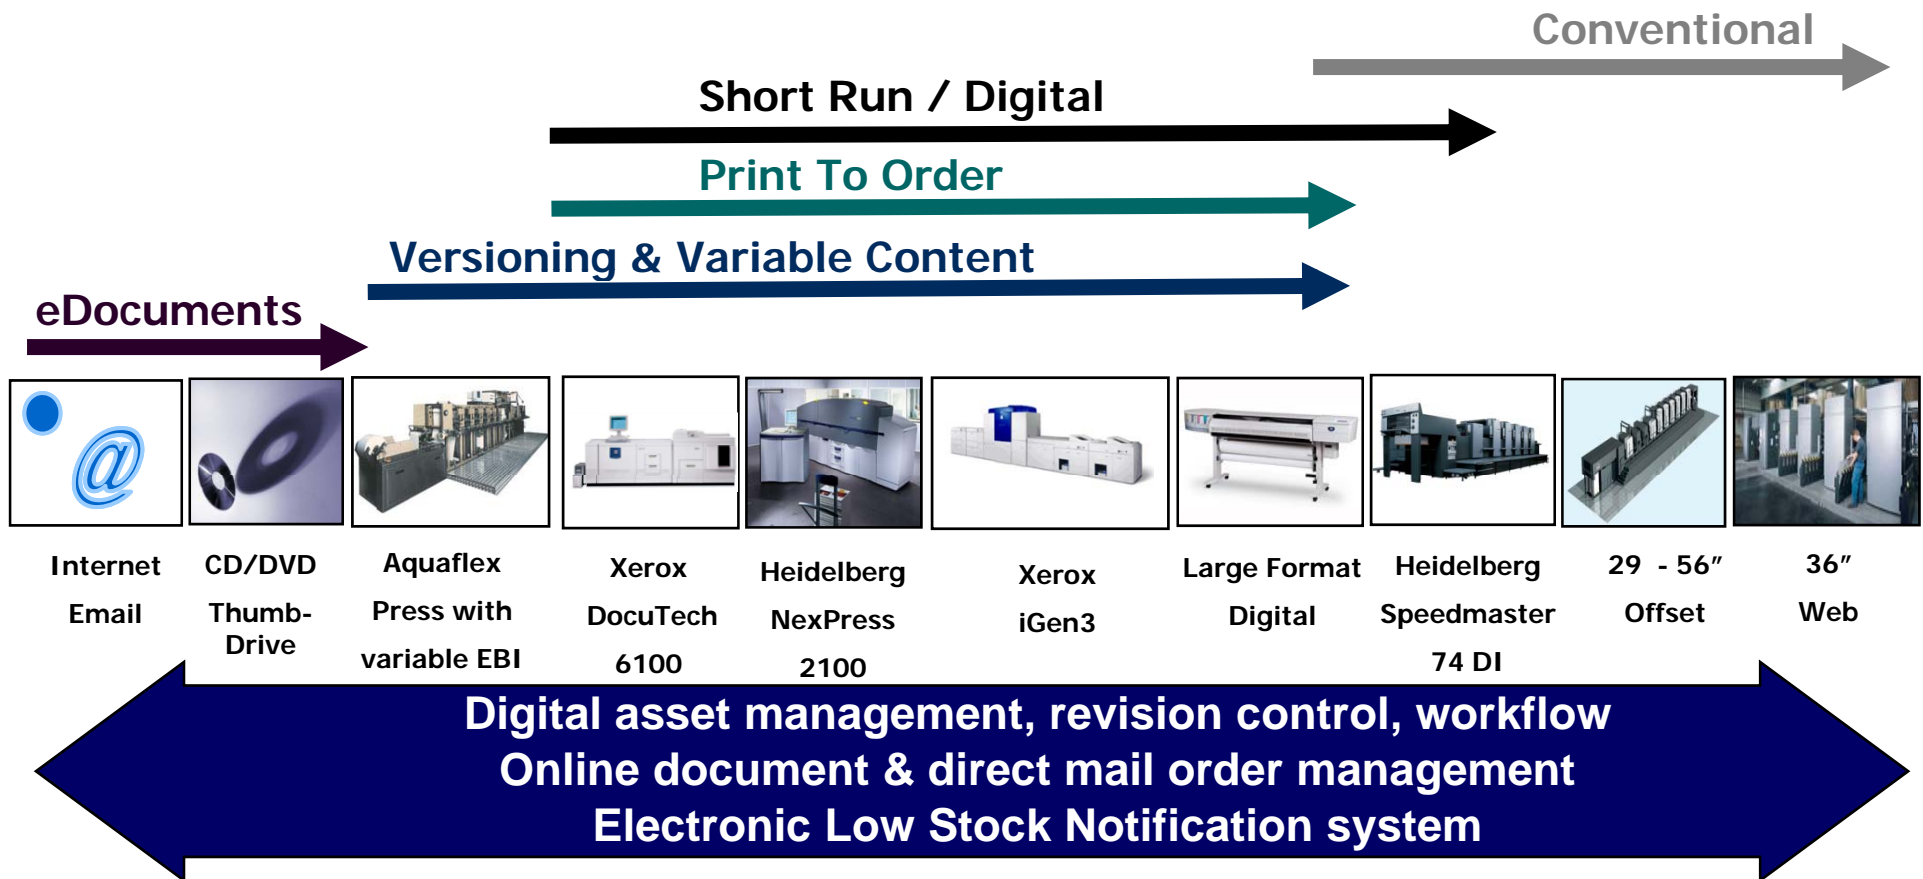 Conventional
Short Run / Digital
Print To Order
Versioning & Variable Content
eDocuments
@
Internet
Email
CD/DVD
Thumb-
Drive
Aquaflex
Press with
variable EBI
Xerox
DocuTech
6100
Heidelberg
NexPress
2100
Xerox
iGen3
Large Format
Digital
Heidelberg
Speedmaster
74 DI
29 - 56”
Offset
36”
Web
Digital asset management, revision control, workflow
Online document & direct mail order management
Electronic Low Stock Notification system